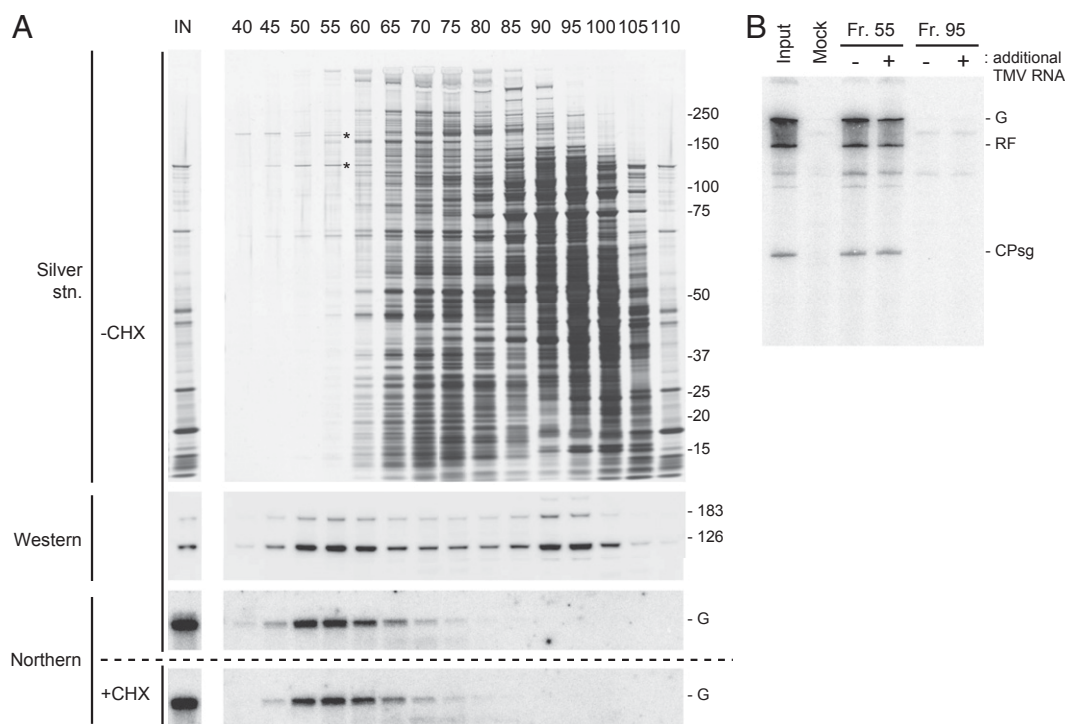 A
IN 40 45 50 55 60 65 70 75 80 85 90 95 100 105 110
-250
-150
*
*
-100
-75
Silver
stn.
-50
-CHX
-37
-25
-20
-15
- 183
Western
- 126
- G
Northern
+CHX
- G
B
Input
Mock
Fr. 55 Fr. 95
- + - + : additional
TMV RNA
- G
- RF
- CPsg